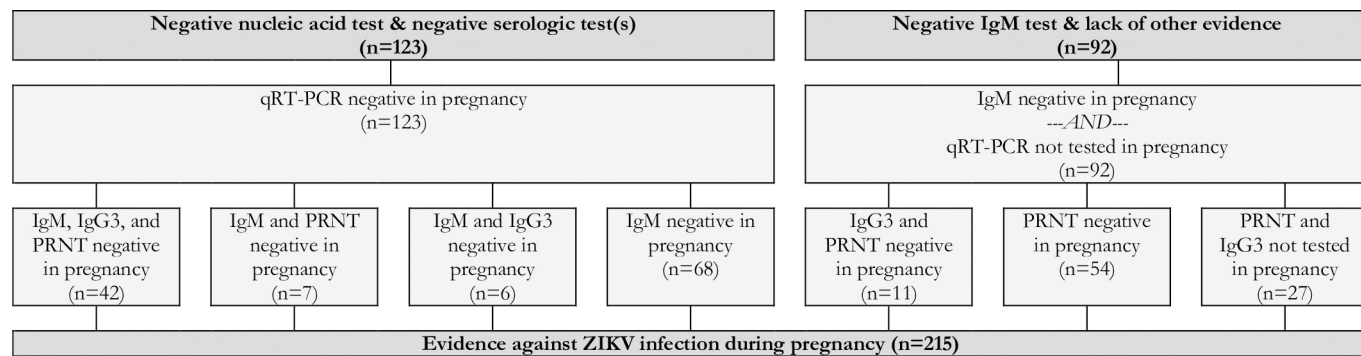 Negative nucleic acid test & negative serologic test(s)
(n=123)
qRT-PCR negative in pregnancy
(n=123)
IgM, IgG3, and
PRNT negative
in pregnancy
(n=42)
IgM and PRNT
negative in
pregnancy
(n=7)
IgM and IgG3
negative in
pregnancy
(n=6)
IgM negative in
pregnancy
(n=68)
Negative IgM test & lack of other evidence
(n=92)
IgM negative in pregnancy
---AND---
qRT-PCR not tested in pregnancy
(n=92)
IgG3 and
PRNT negative
in pregnancy
(n=11)
PRNT negative
in pregnancy
(n=54)
PRNT and
IgG3 not tested
in pregnancy
(n=27)
Evidence against ZIKV infection during pregnancy (n=215)